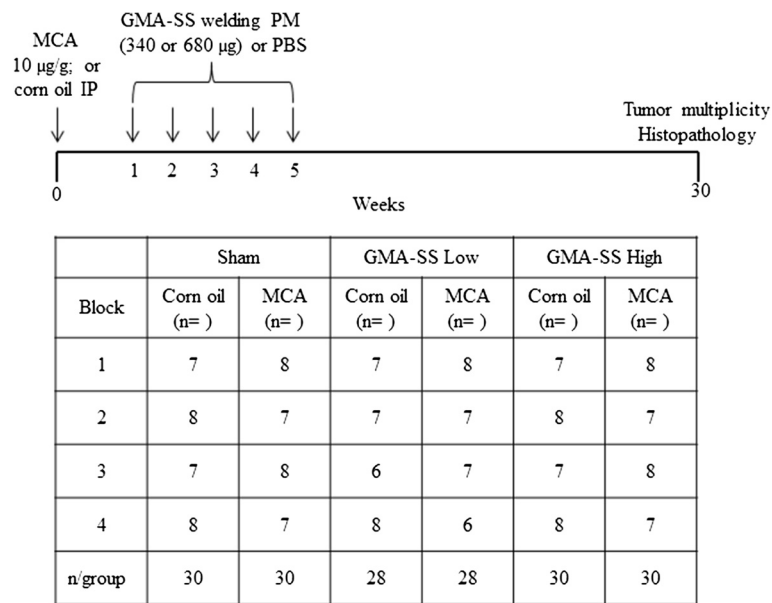 GMA-SS welding PM
(340 or 680 µg) or PBS
MCA
10 µg/g; or
corn oil IP
Tumor multiplicity
Histopathology
1 2 3 4 5
0 30
Weeks
Sham GMA-SS Low GMA-SS High
Block Corn oil (n= ) MCA (n= ) Corn oil (n= ) MCA (n= ) Corn oil (n= ) MCA (n= )
1 7 8 7 8 7 8
2 8 7 7 7 8 7
3 7 8 6 7 7 8
4 8 7 8 6 8 7
n/group 30 30 28 28 30 30